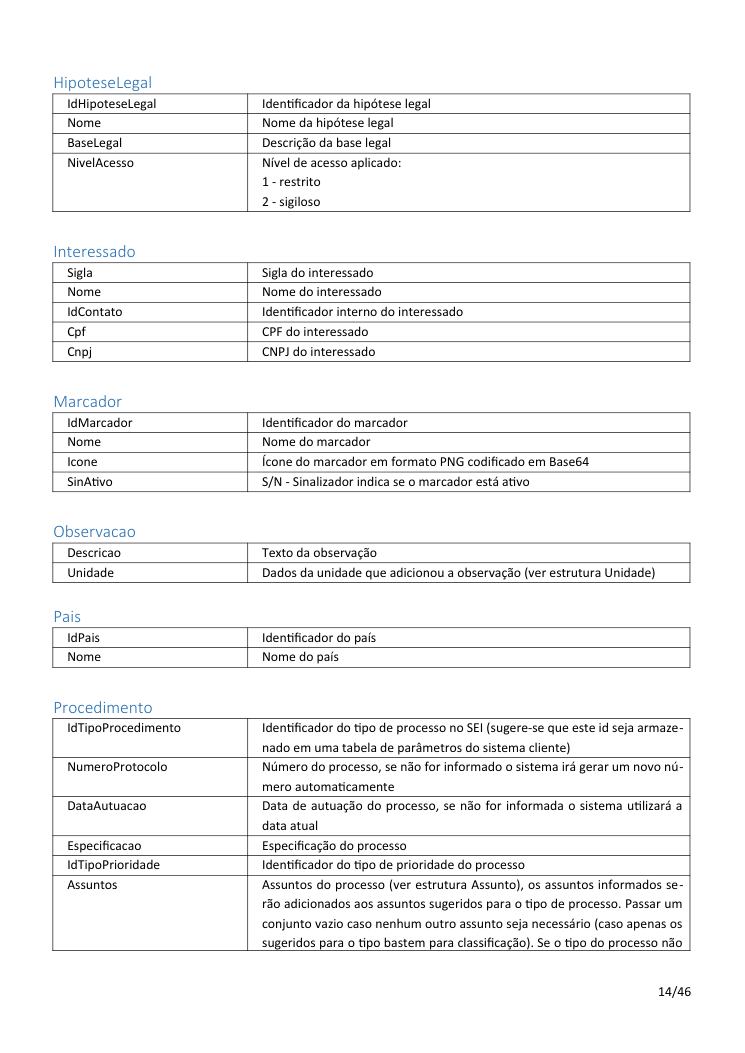 HipoteseLegal
IdHipoteseLegal Identificador da hipótese legal
Nome Nome da hipótese legal
BaseLegal Descrição da base legal
NivelAcesso Nível de acesso aplicado:
1 - restrito
2 - sigiloso
Interessado
Sigla Sigla do interessado
Nome Nome do interessado
IdContato Identificador interno do interessado
Cpf CPF do interessado
Cnpj CNPJ do interessado
Marcador
IdMarcador Identificador do marcador
Nome Nome do marcador
Icone Ícone do marcador em formato PNG codificado em Base64
SinAtivo S/N - Sinalizador indica se o marcador está ativo
Observacao
Descricao Texto da observação
Unidade Dados da unidade que adicionou a observação (ver estrutura Unidade)
Pais
IdPais Identificador do país
Nome Nome do país
Procedimento
IdTipoProcedimento Identificador do tipo de processo no SEI (sugere-se que este id seja armaze-
nado em uma tabela de parâmetros do sistema cliente)
NumeroProtocolo Número do processo, se não for informado o sistema irá gerar um novo nú-
mero automaticamente
DataAutuacao Data de autuação do processo, se não for informada o sistema utilizará a
data atual
Especificacao Especificação do processo
IdTipoPrioridade Identificador do tipo de prioridade do processo
Assuntos Assuntos do processo (ver estrutura Assunto), os assuntos informados se-
rão adicionados aos assuntos sugeridos para o tipo de processo. Passar um
conjunto vazio caso nenhum outro assunto seja necessário (caso apenas os
sugeridos para o tipo bastem para classificação). Se o tipo do processo não
14/46